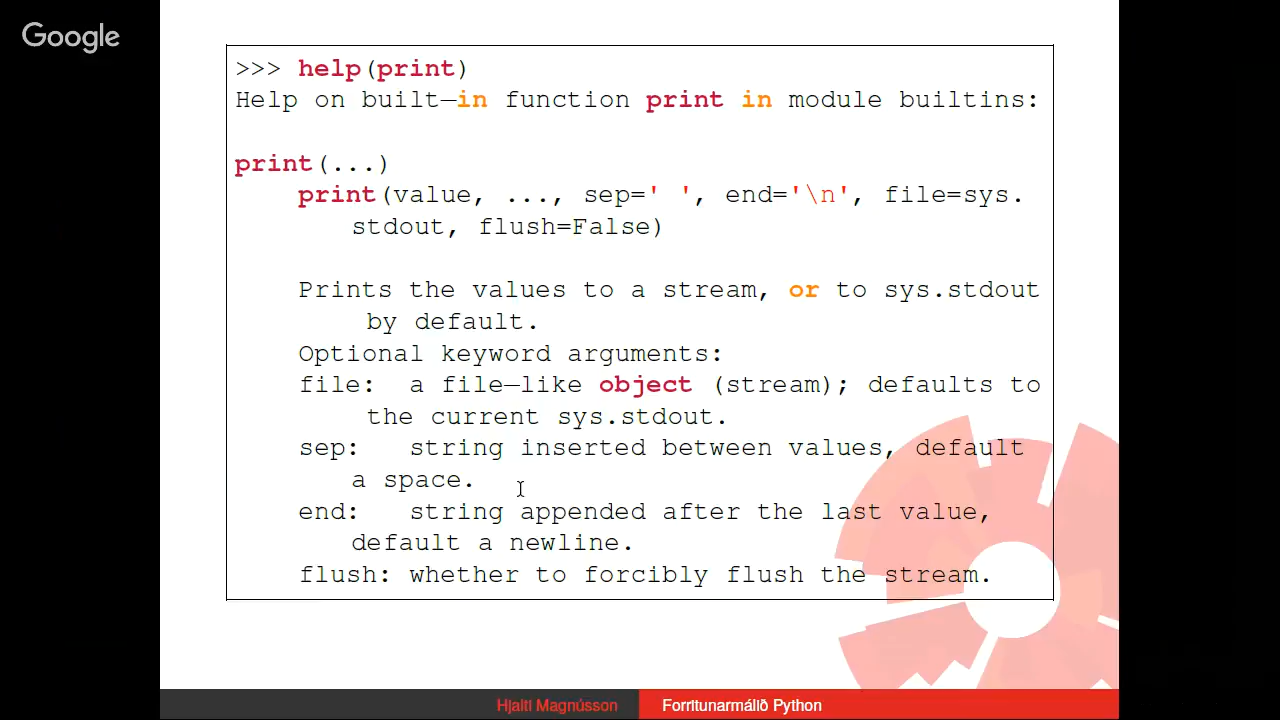 Google
>>> help(print)
Help on built-in function print in module builtins:
print(...)
print(value, ..., sep=' ', end='\n', file=sys.
stdout, flush=False)
Prints the values to a stream, or to sys.stdout
by default.
Optional keyword arguments:
file: a file-like object (stream); defaults to
the current sys.stdout.
sep: string inserted between values, default
a space.
end: string appended after the last value,
default a newline.
flush: whether to forcibly flush the stream.
Hjalti Magnússon
Forritunarmálið Python